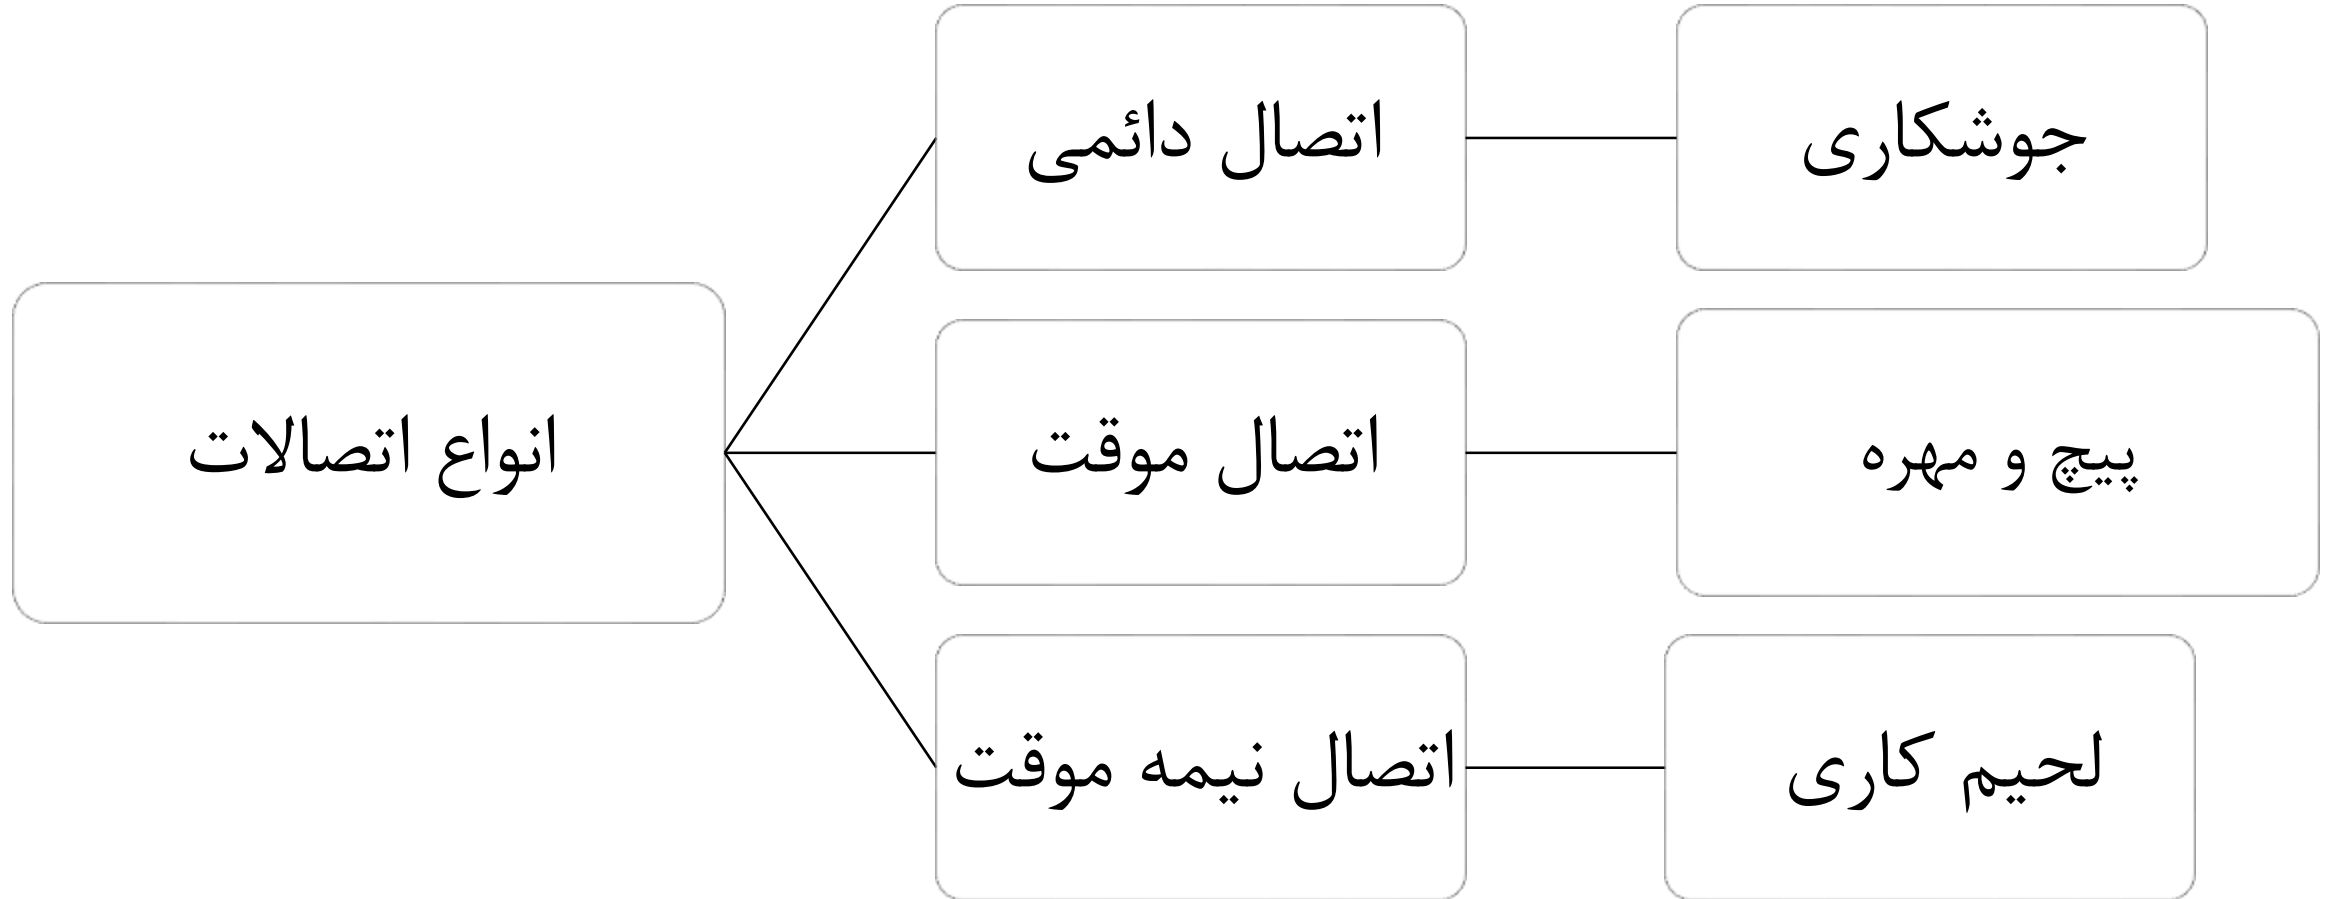 انواع اتصالات
اتصال دائمی
جوشکاری
اتصال موقت
پیچ و مهره
اتصال نیمه موقت
لحیم کاری